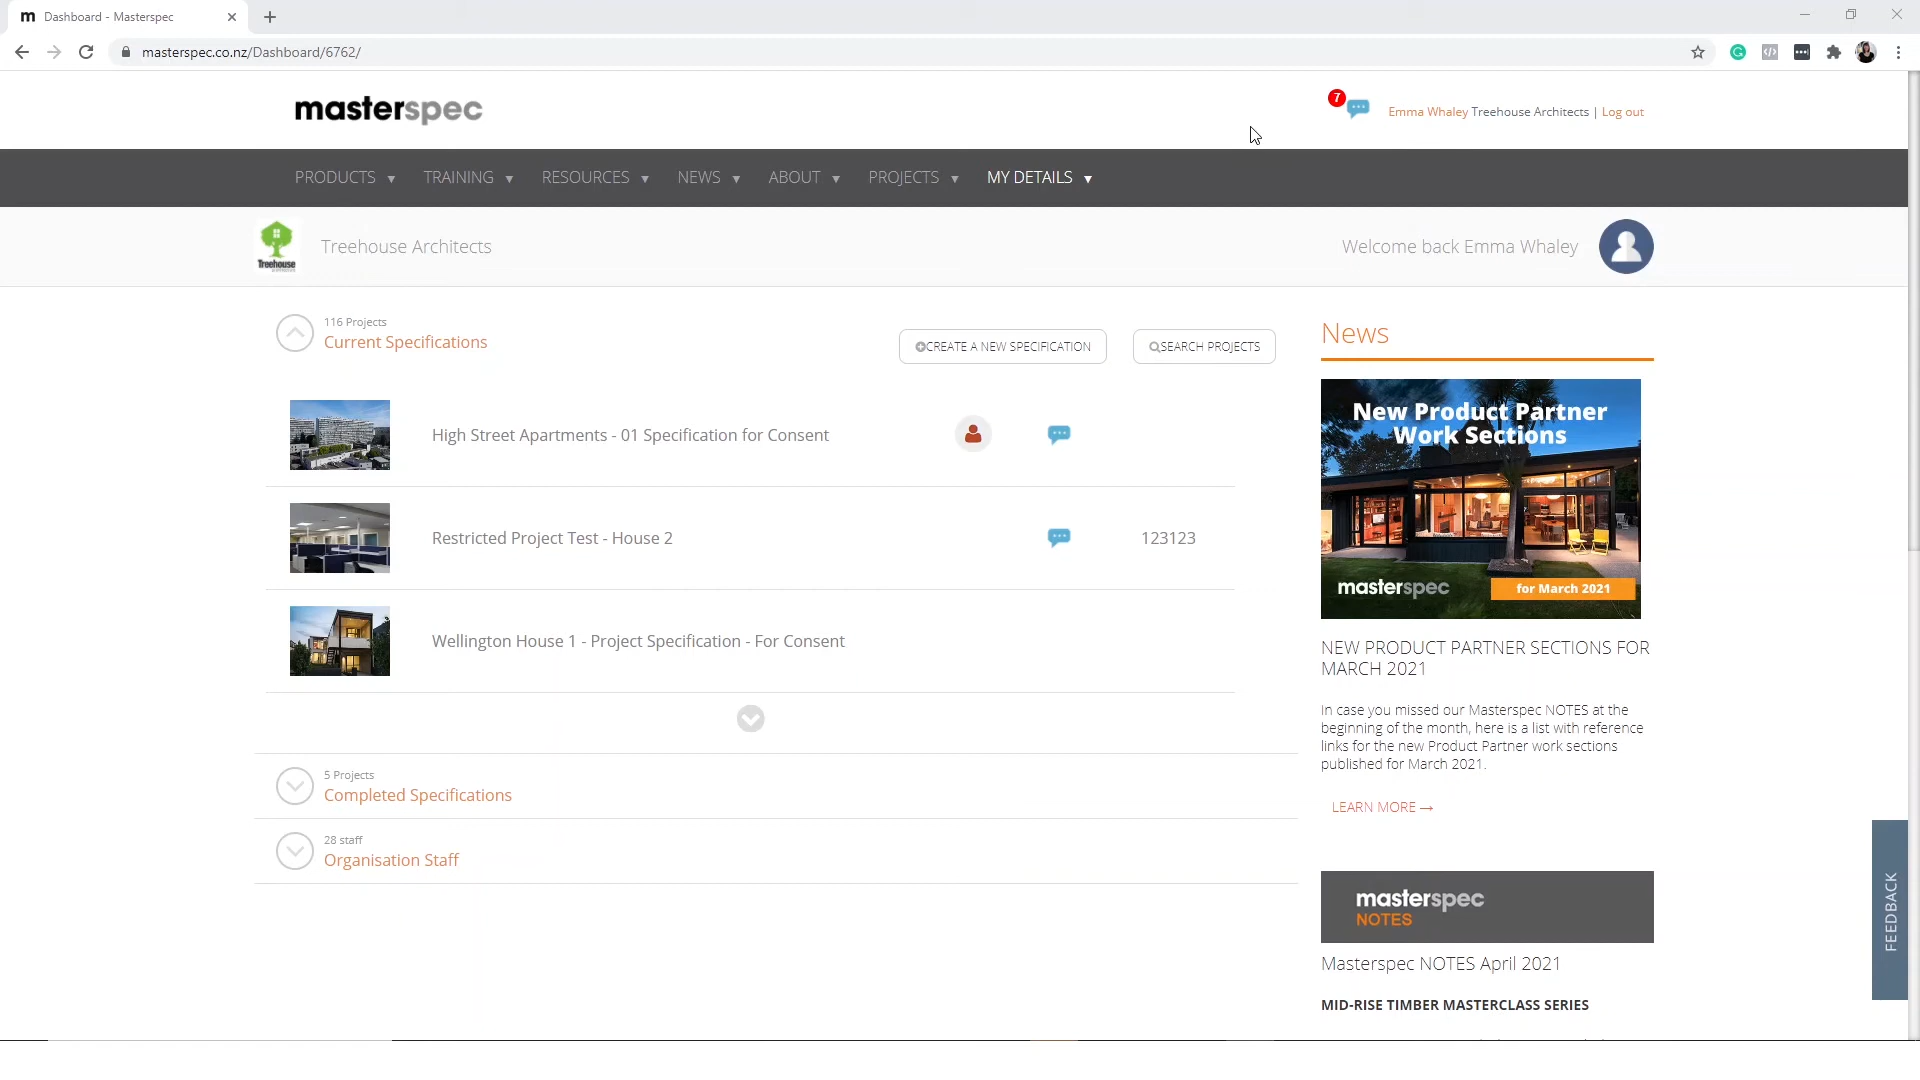 Dashboard - Masterspec
masterspec.co.nz/Dashboard/6762/
masterspec
7
Emma Whaley Treehouse Architects | Log out
PRODUCTS
TRAINING
RESOURCES
NEWS
ABOUT
PROJECTS
MY DETAILS
Treehouse
Treehouse Architects
Welcome back Emma Whaley
116 Projects
Current Specifications
CREATE A NEW SPECIFICATION
SEARCH PROJECTS
High Street Apartments - 01 Specification for Consent
Restricted Project Test - House 2
123123
Wellington House 1 - Project Specification - For Consent
5 Projects
Completed Specifications
28 staff
Organisation Staff
News
New Product Partner
Work Sections
masterspec
for March 2021
NEW PRODUCT PARTNER SECTIONS FOR
MARCH 2021
In case you missed our Masterspec NOTES at the
beginning of the month, here is a list with reference
links for the new Product Partner work sections
published for March 2021.
LEARN MORE →
masterspec
NOTES
Masterspec NOTES April 2021
MID-RISE TIMBER MASTERCLASS SERIES
FEEDBACK